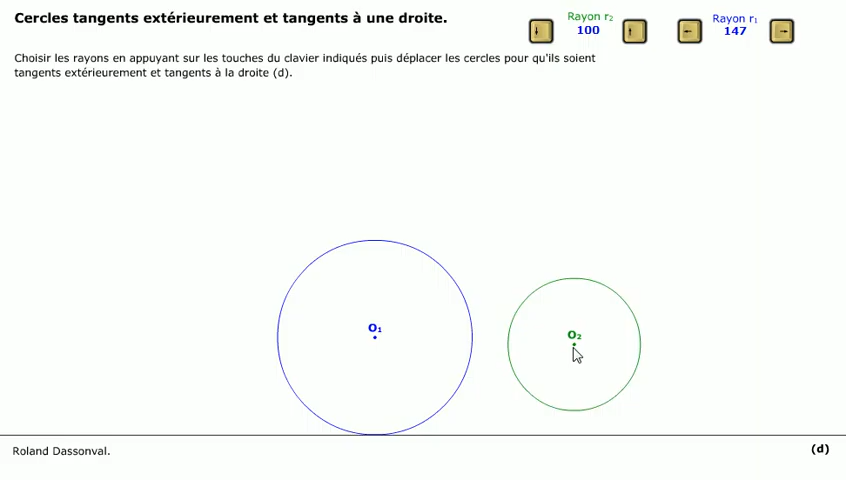 Cercles tangents extérieurement et tangents à une droite.
Rayon r₂
100
Rayon r₁
147
Choisir les rayons en appuyant sur les touches du clavier indiqués puis déplacer les cercles pour qu'ils soient
tangents extérieurement et tangents à la droite (d).
O₁
O₂
(d)
Roland Dassonval.